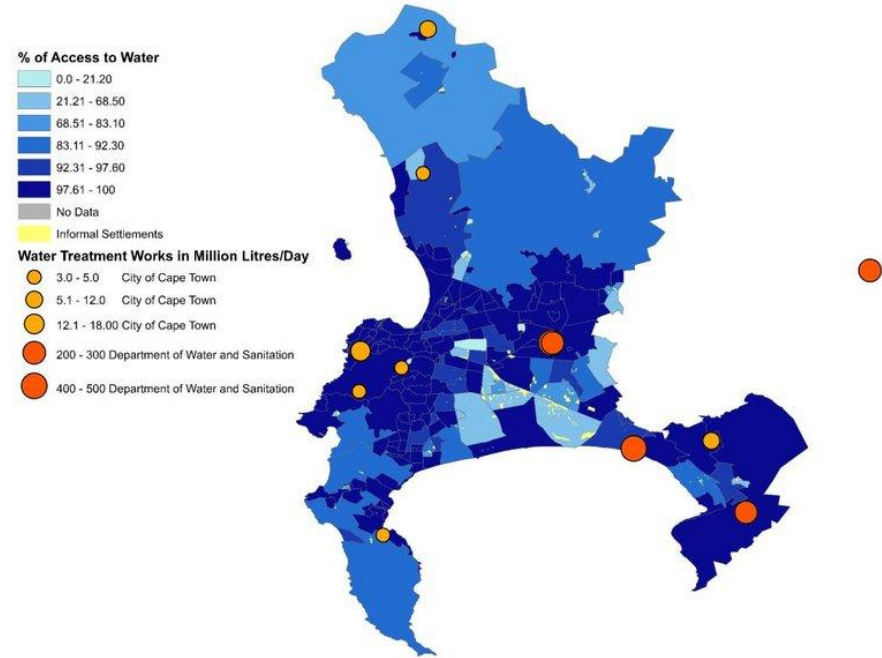 % of Access to Water
0.0 - 21.20
21.21 - 68.50
68.51 - 83.10
83.11 - 92.30
92.31 - 97.60
97.61 - 100
No Data
Informal Settlements
Water Treatment Works in Million Litres/Day
3.0 - 5.0 City of Cape Town
5.1 - 12.0 City of Cape Town
12.1 - 18.00 City of Cape Town
200 - 300 Department of Water and Sanitation
400 - 500 Department of Water and Sanitation